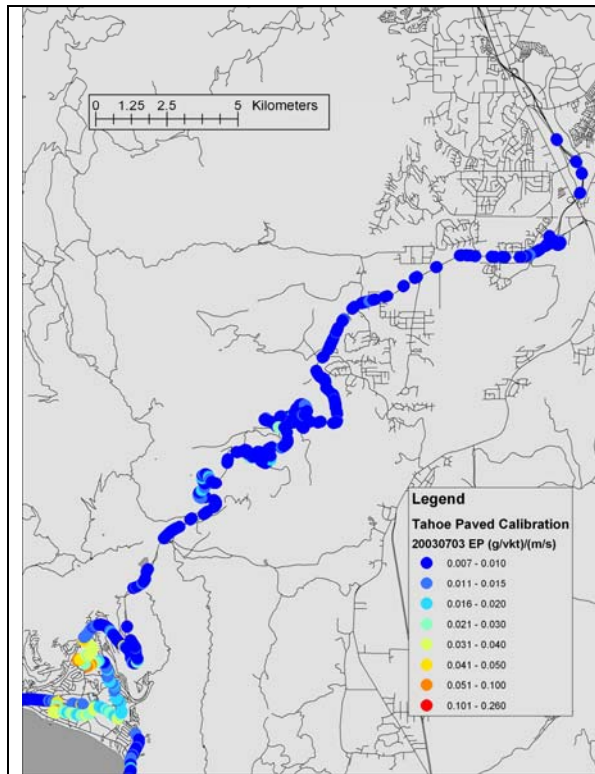 0 1.25 2.5 5 Kilometers
Legend
Tahoe Paved Calibration
20030703 EP (g/vkt)/(m/s)
0.007 - 0.010
0.011 - 0.015
0.016 - 0.020
0.021 - 0.030
0.031 - 0.040
0.041 - 0.050
0.051 - 0.100
0.101 - 0.260